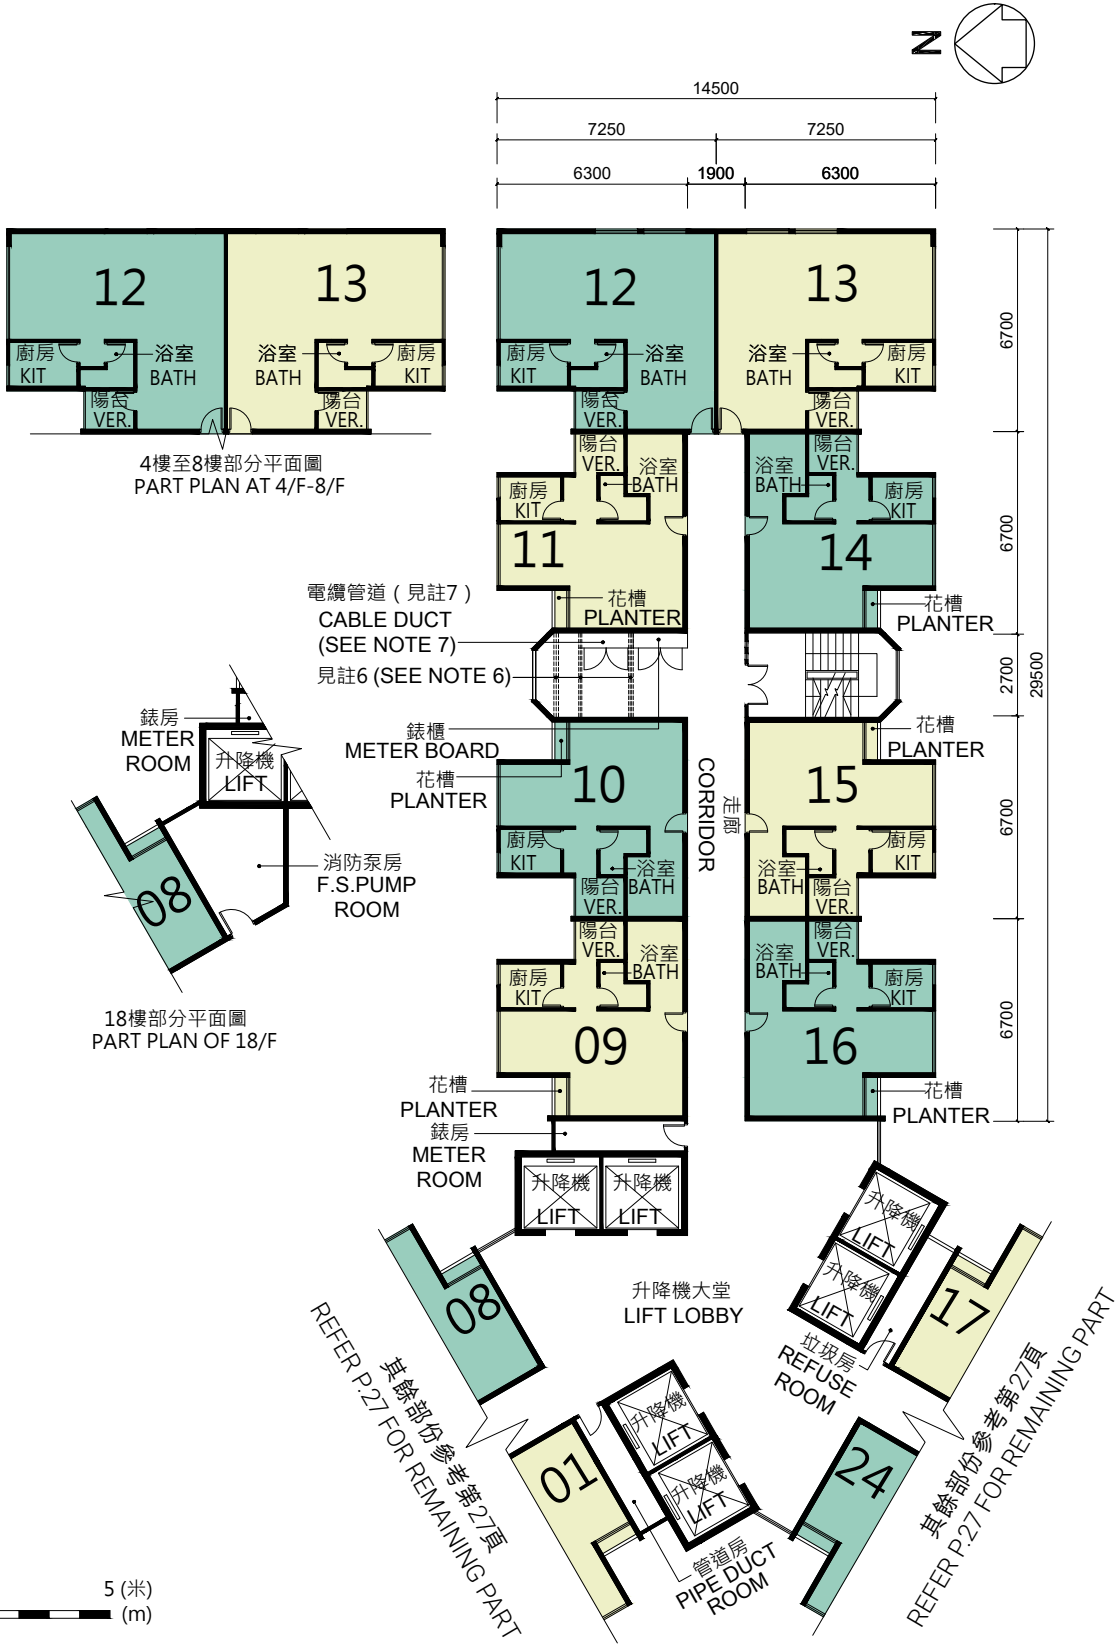 N
14500
7250
7250
6300
1900
6300
12
13
廚房
KIT
浴室
BATH
浴室
BATH
廚房
KIT
陽台
VER.
陽台
VER.
4樓至8樓部分平面圖
PART PLAN AT 4/F-8/F
12
13
廚房
KIT
浴室
BATH
浴室
BATH
廚房
KIT
陽台
VER.
陽台
VER.
6700
6700
2700
29500
6700
6700
陽台
VER.
浴室
BATH
廚房
KIT
11
花槽
PLANTER
陽台
VER.
浴室
BATH
廚房
KIT
14
花槽
PLANTER
電纜管道（見註7）
CABLE DUCT
(SEE NOTE 7)
見註6 (SEE NOTE 6)
錶櫃
METER BOARD
花槽
PLANTER
10
廚房
KIT
浴室
BATH
陽台
VER.
CORRIDOR
走廊
花槽
PLANTER
15
浴室
BATH
廚房
KIT
陽台
VER.
錶房
METER
ROOM
升降機
LIFT
08
消防泵房
F.S.PUMP
ROOM
18樓部分平面圖
PART PLAN OF 18/F
陽台
VER.
浴室
BATH
廚房
KIT
09
花槽
PLANTER
陽台
VER.
浴室
BATH
廚房
KIT
16
花槽
PLANTER
錶房
METER
ROOM
升降機
LIFT
升降機
LIFT
升降機
LIFT
升降機
LIFT
升降機大堂
LIFT LOBBY
08
17
垃圾房
REFUSE
ROOM
其餘部份參考第27頁
REFER P.27 FOR REMAINING PART
其餘部份參考第27頁
REFER P.27 FOR REMAINING PART
01
24
升降機
LIFT
升降機
LIFT
管道房
PIPE DUCT
ROOM
5 (米)
(m)